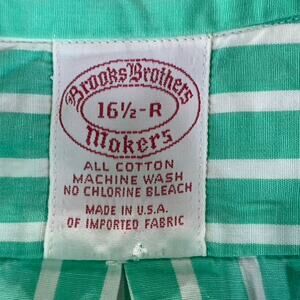 Brooks Brothers
16½-R
Makers
ALL COTTON
MACHINE WASH
NO CHLORINE BLEACH
MADE IN U.S.A.
OF IMPORTED FABRIC